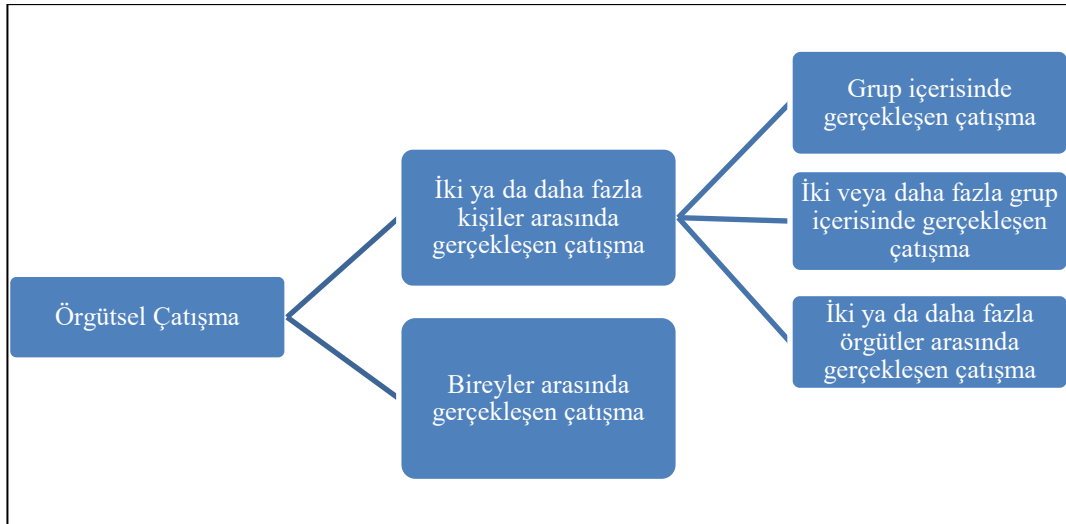 Örgütsel Çatışma
İki ya da daha fazla
kişiler arasında
gerçekleşen çatışma
Bireyler arasında
gerçekleşen çatışma
Grup içerisinde
gerçekleşen çatışma
İki veya daha fazla grup
içerisinde gerçekleşen
çatışma
İki ya da daha fazla
örgütler arasında
gerçekleşen çatışma